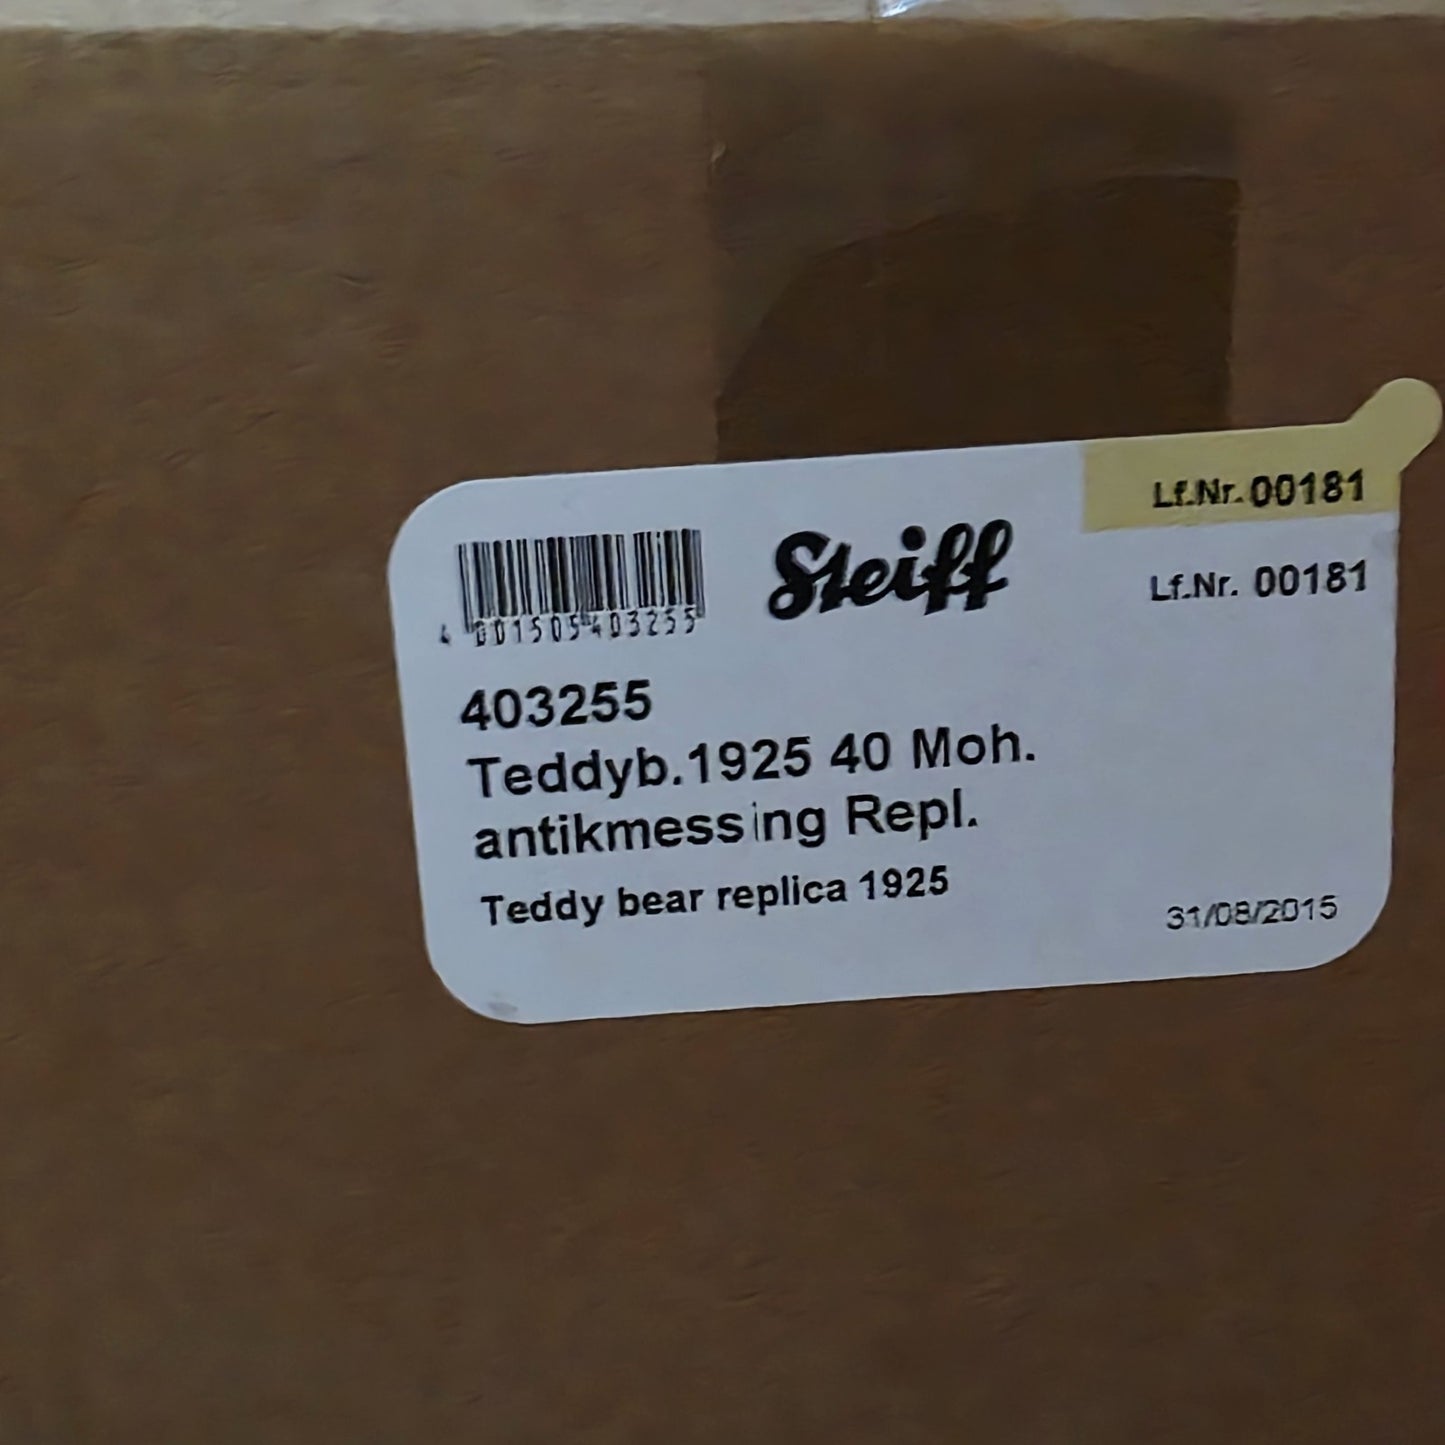 Lf.Nr. 00181
Steiff
Lf.Nr. 00181
4 001505 403255
403255
Teddyb.1925 40 Moh.
antikmessing Repl.
Teddy bear replica 1925
31/08/2015